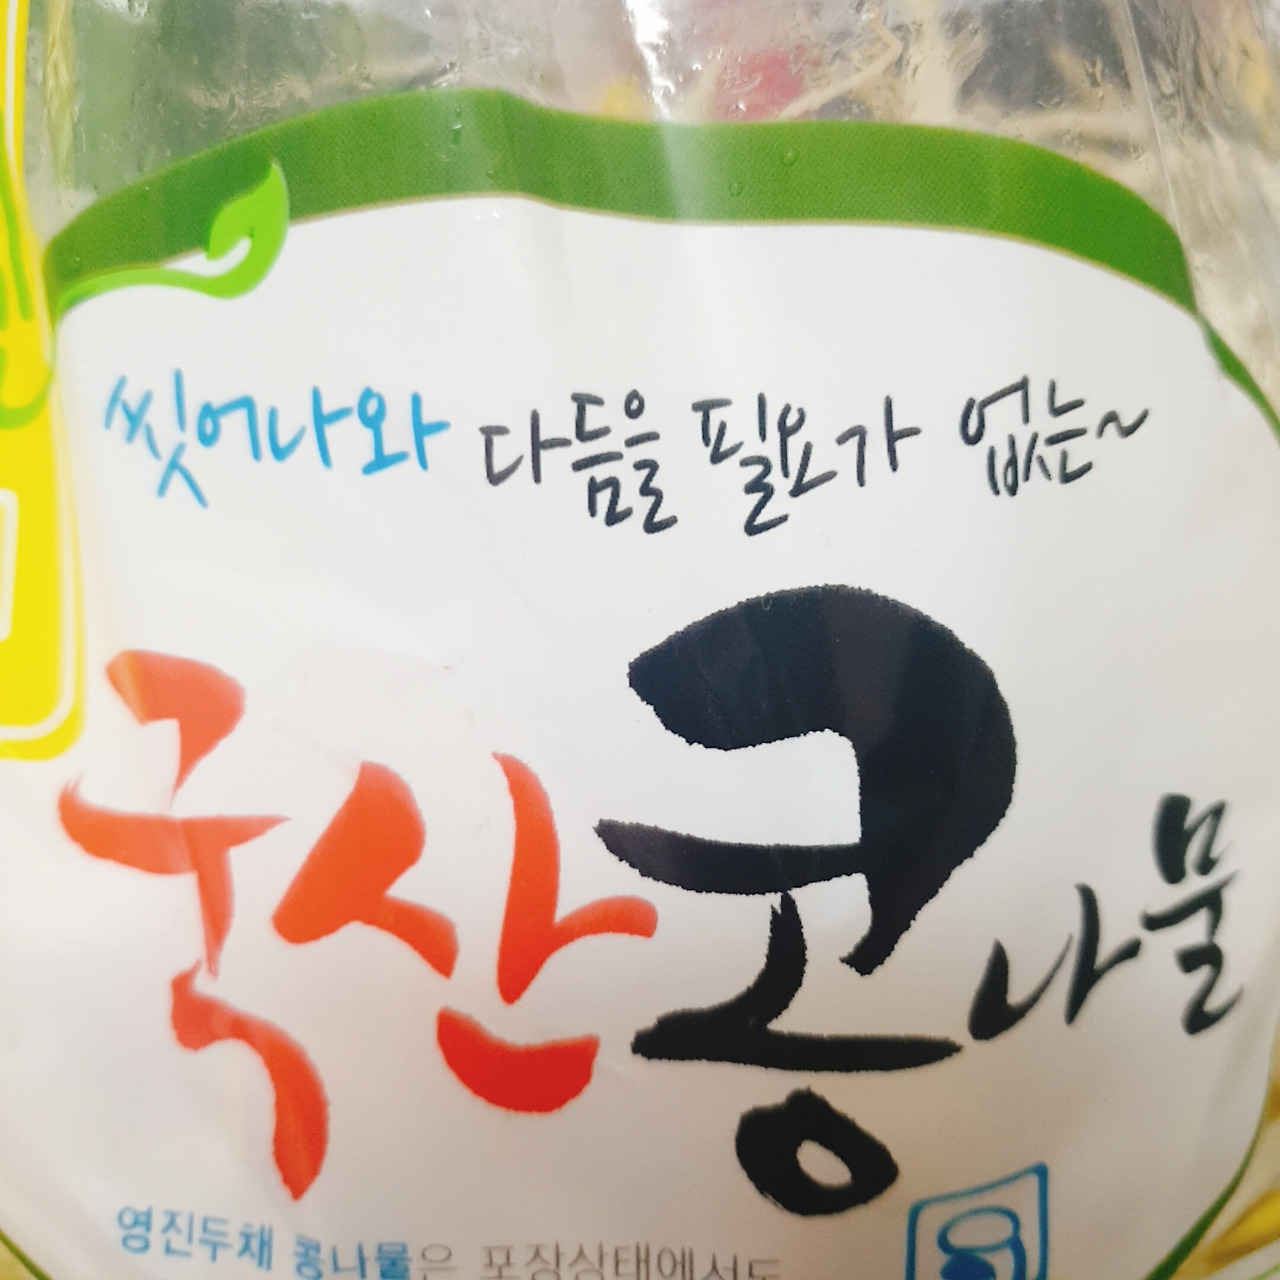 씻어나와 다듬을 필요가 없는~
국산콩나물
영진두채 콩나물은 포장상태에서도